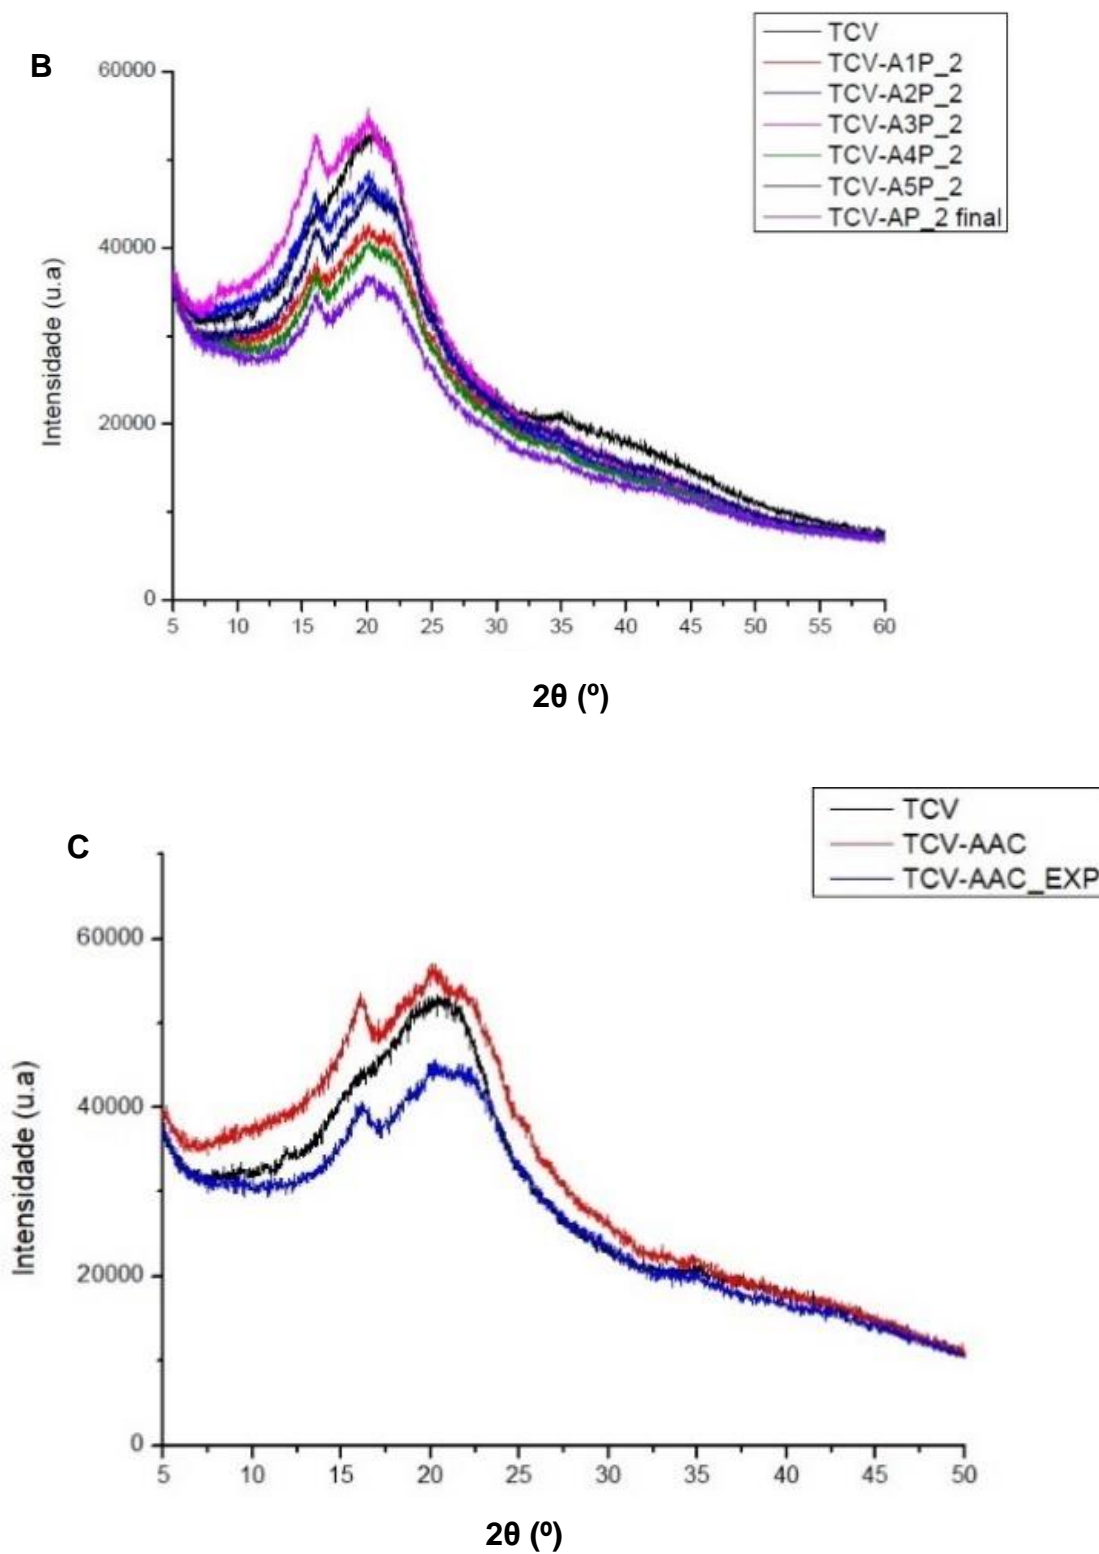 B
TCV
TCV-A1P_2
TCV-A2P_2
TCV-A3P_2
TCV-A4P_2
TCV-A5P_2
TCV-AP_2 final
60000
40000
20000
0
Intensidade (u.a)
5 10 15 20 25 30 35 40 45 50 55 60
2θ (º)
C
TCV
TCV-AAC
TCV-AAC_EXP
60000
40000
20000
0
Intensidade (u.a)
5 10 15 20 25 30 35 40 45 50
2θ (º)